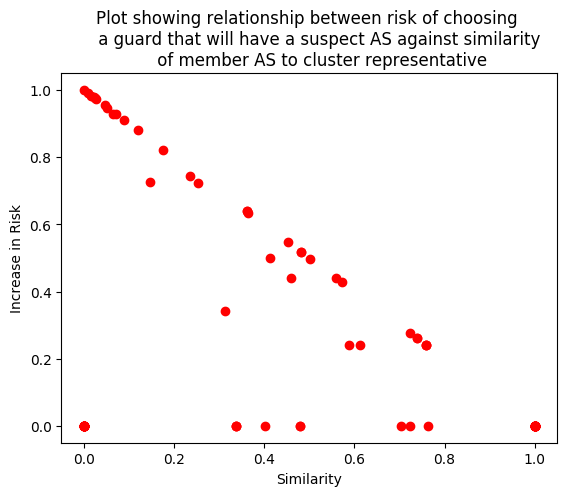 Plot showing relationship between risk of choosing
a guard that will have a suspect AS against similarity
of member AS to cluster representative
1.0
0.8
0.6
0.4
0.2
0.0
Increase in Risk
0.0 0.2 0.4 0.6 0.8 1.0
Similarity